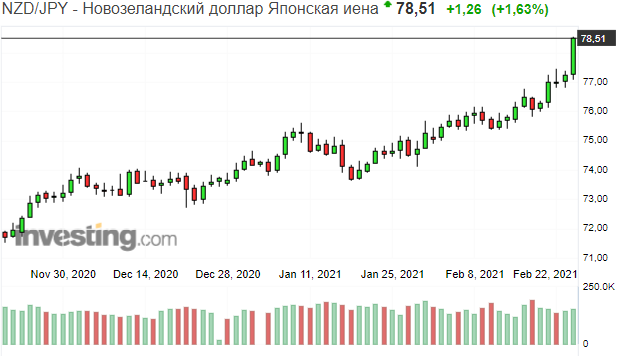 NZD/JPY - Новозеландский доллар Японская иена 78,51 +1,26 (+1,63%)
78,51
77,00
76,00
75,00
74,00
73,00
72,00
investing.com
71,00
Nov 30, 2020 Dec 14, 2020 Dec 28, 2020 Jan 11, 2021 Jan 25, 2021 Feb 8, 2021 Feb 22, 2021
250.0K
0